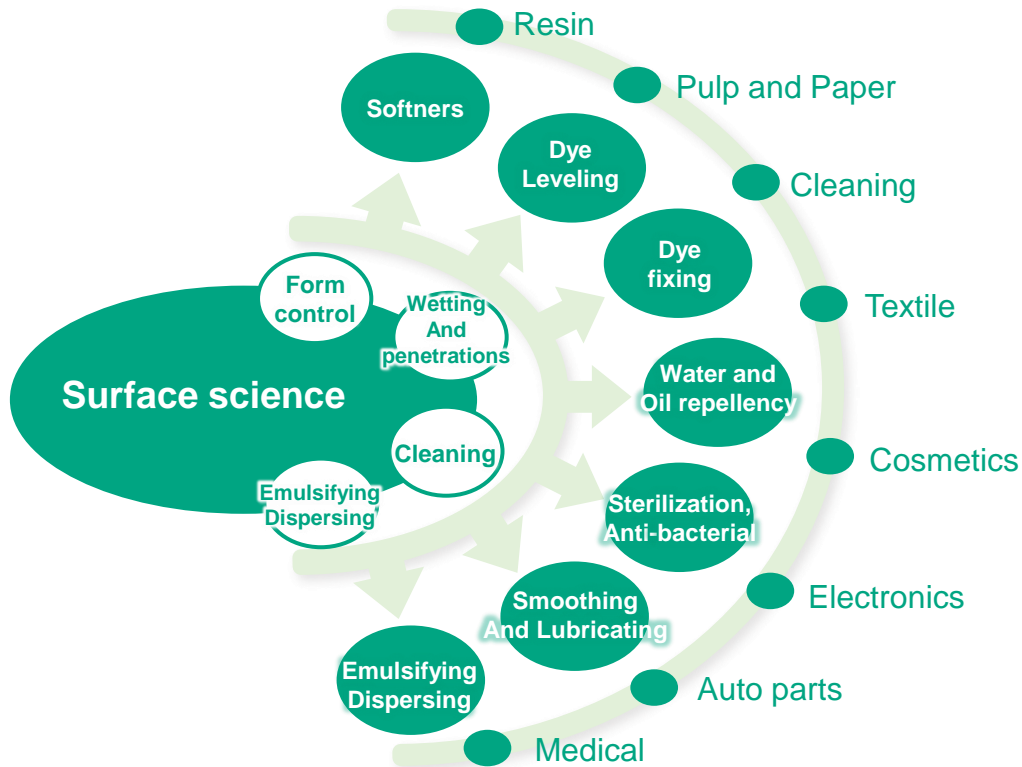 Resin
Pulp and Paper
Cleaning
Textile
Cosmetics
Electronics
Auto parts
Medical
Softners
Dye
Leveling
Dye
fixing
Water and
Oil repellency
Sterilization,
Anti-bacterial
Smoothing
And Lubricating
Emulsifying
Dispersing
Form
control
Wetting
And
penetrations
Cleaning
Emulsifying
Dispersing
Surface science